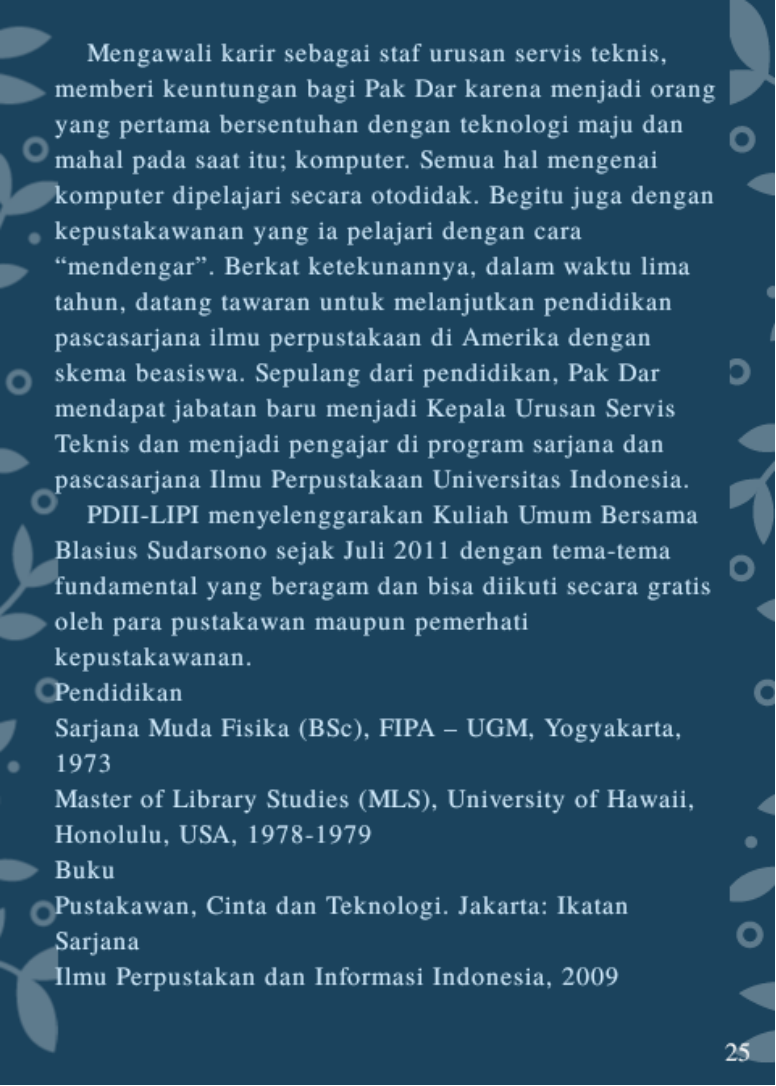 Mengawali karir sebagai staf urusan servis teknis,
memberi keuntungan bagi Pak Dar karena menjadi orang
yang pertama bersentuhan dengan teknologi maju dan
mahal pada saat itu; komputer. Semua hal mengenai
komputer dipelajari secara otodidak. Begitu juga dengan
kepustakawanan yang ia pelajari dengan cara
“mendengar”. Berkat ketekunannya, dalam waktu lima
tahun, datang tawaran untuk melanjutkan pendidikan
pascasarjana ilmu perpustakaan di Amerika dengan
skema beasiswa. Sepulang dari pendidikan, Pak Dar
mendapat jabatan baru menjadi Kepala Urusan Servis
Teknis dan menjadi pengajar di program sarjana dan
pascasarjana Ilmu Perpustakaan Universitas Indonesia.
PDII-LIPI menyelenggarakan Kuliah Umum Bersama
Blasius Sudarsono sejak Juli 2011 dengan tema-tema
fundamental yang beragam dan bisa diikuti secara gratis
oleh para pustakawan maupun pemerhati
kepustakawanan.
Pendidikan
Sarjana Muda Fisika (BSc), FIPA – UGM, Yogyakarta,
1973
Master of Library Studies (MLS), University of Hawaii,
Honolulu, USA, 1978-1979
Buku
Pustakawan, Cinta dan Teknologi. Jakarta: Ikatan
Sarjana
Ilmu Perpustakan dan Informasi Indonesia, 2009
25